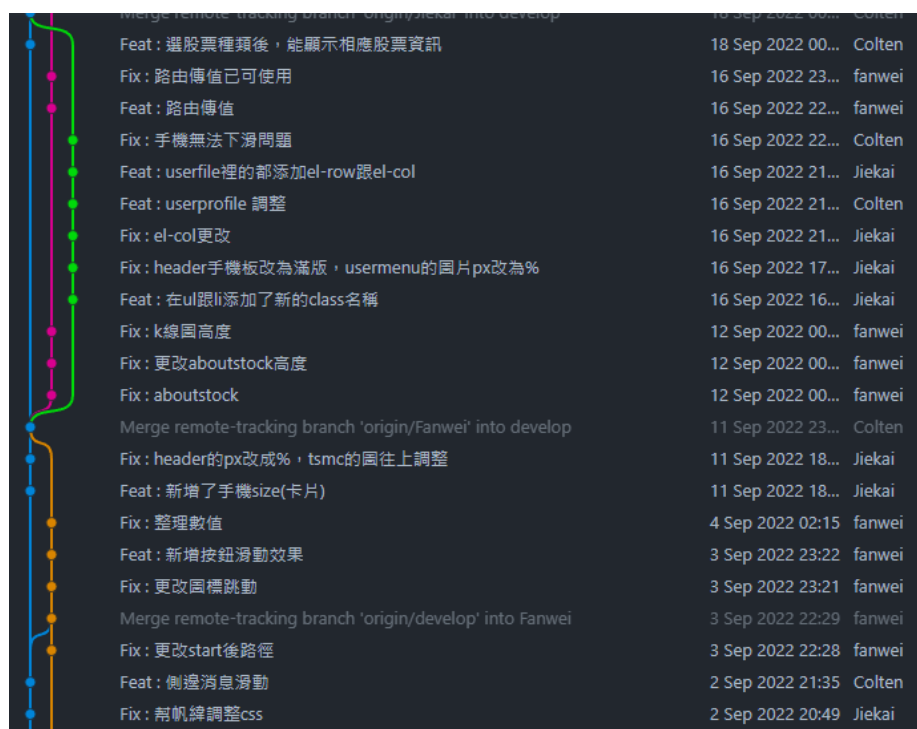 Merge remote-tracking branch 'origin/Jiekai' into develop 18 Sep 2022 00... Colten
Feat : 選股票種類後，能顯示相應股票資訊 18 Sep 2022 00... Colten
Fix : 路由傳值已可使用 16 Sep 2022 23... fanwei
Feat : 路由傳值 16 Sep 2022 22... fanwei
Fix : 手機無法下滑問題 16 Sep 2022 22... Colten
Feat : userfile裡的都添加el-row跟el-col 16 Sep 2022 21... Jiekai
Feat : userprofile 調整 16 Sep 2022 21... Colten
Fix : el-col更改 16 Sep 2022 21... Jiekai
Fix : header手機板改為滿版，usermenu的圖片px改為% 16 Sep 2022 17... Jiekai
Feat : 在ul跟li添加了新的class名稱 16 Sep 2022 16... Jiekai
Fix : k線圖高度 12 Sep 2022 00... fanwei
Fix : 更改aboutstock高度 12 Sep 2022 00... fanwei
Fix : aboutstock 12 Sep 2022 00... fanwei
Merge remote-tracking branch 'origin/Fanwei' into develop 11 Sep 2022 23... Colten
Fix : header的px改成%，tsmc的圖往上調整 11 Sep 2022 18... Jiekai
Feat : 新增了手機size(卡片) 11 Sep 2022 18... Jiekai
Fix : 整理數值 4 Sep 2022 02:15 fanwei
Feat : 新增按鈕滑動效果 3 Sep 2022 23:22 fanwei
Fix : 更改圖標跳動 3 Sep 2022 23:21 fanwei
Merge remote-tracking branch 'origin/develop' into Fanwei 3 Sep 2022 22:29 fanwei
Fix : 更改start後路徑 3 Sep 2022 22:28 fanwei
Feat : 側邊消息滑動 2 Sep 2022 21:35 Colten
Fix : 幫帆緯調整css 2 Sep 2022 20:49 Jiekai